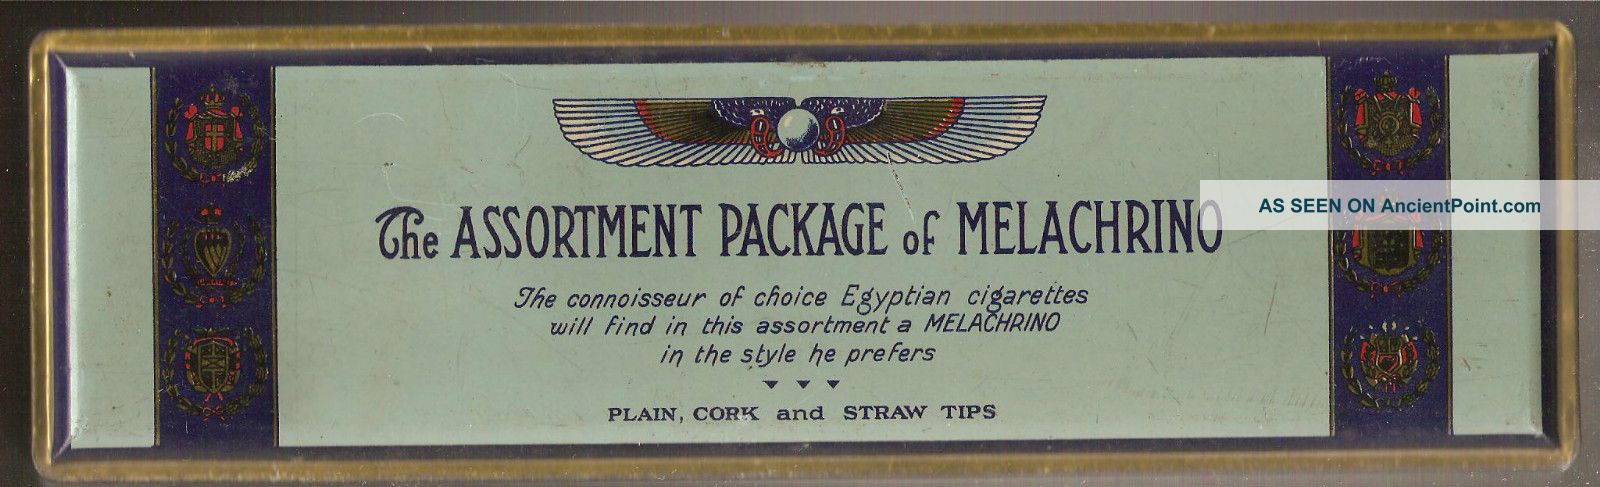 The ASSORTMENT PACKAGE of MELACHRINO
AS SEEN ON AncientPoint.com
The connoisseur of choice Egyptian cigarettes
will find in this assortment a MELACHRINO
in the style he prefers
PLAIN, CORK and STRAW TIPS